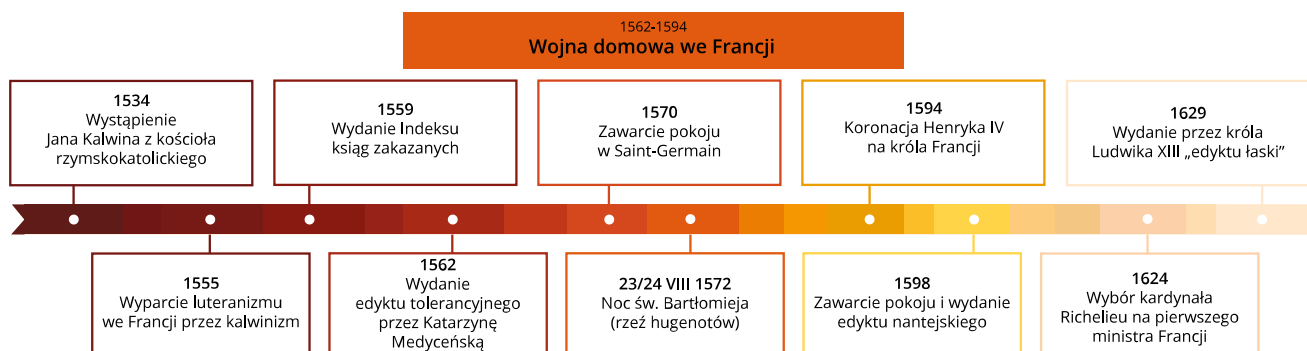 1562-1594
Wojna domowa we Francji
1534
Wystąpienie
Jana Kalwina z kościoła
rzymskokatolickiego
1559
Wydanie Indeksu
ksiąg zakazanych
1570
Zawarcie pokoju
w Saint-Germain
1594
Koronacja Henryka IV
na króla Francji
1629
Wydanie przez króla
Ludwika XIII „edyktu łaski”
1555
Wyparcie luteranizmu
we Francji przez kalwinizm
1562
Wydanie
edyktu tolerancyjnego
przez Katarzynę
Medyceńską
23/24 VIII 1572
Noc św. Bartłomieja
(rzeź hugenotów)
1598
Zawarcie pokoju i wydanie
edyktu nantejskiego
1624
Wybór kardynała
Richelieu na pierwszego
ministra Francji